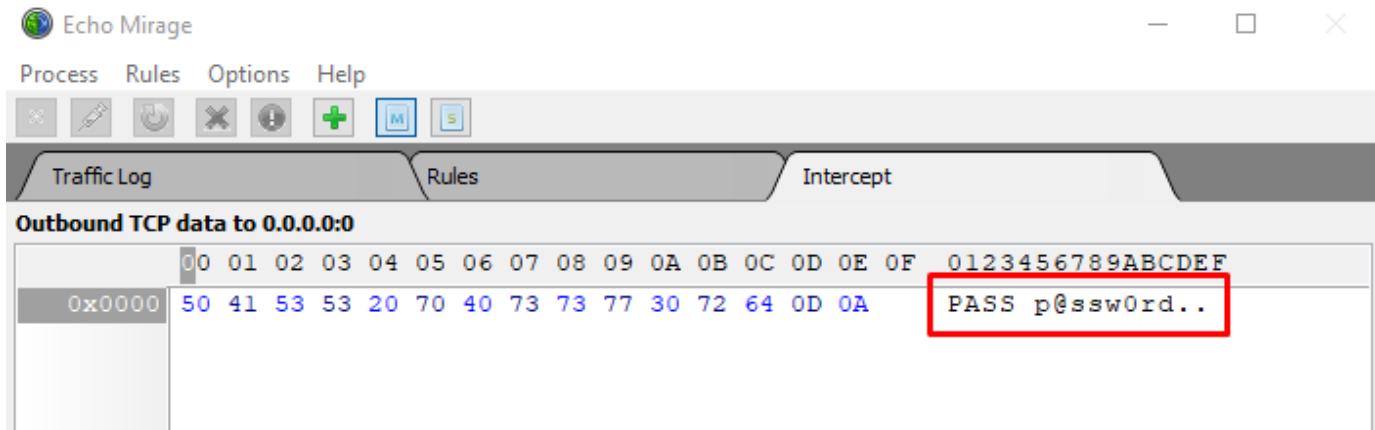 Echo Mirage
Process Rules Options Help
M S
Traffic Log Rules Intercept
Outbound TCP data to 0.0.0.0:0
00 01 02 03 04 05 06 07 08 09 0A 0B 0C 0D 0E 0F 0123456789ABCDEF
0x0000 50 41 53 53 20 70 40 73 73 77 30 72 64 0D 0A PASS p@ssw0rd..